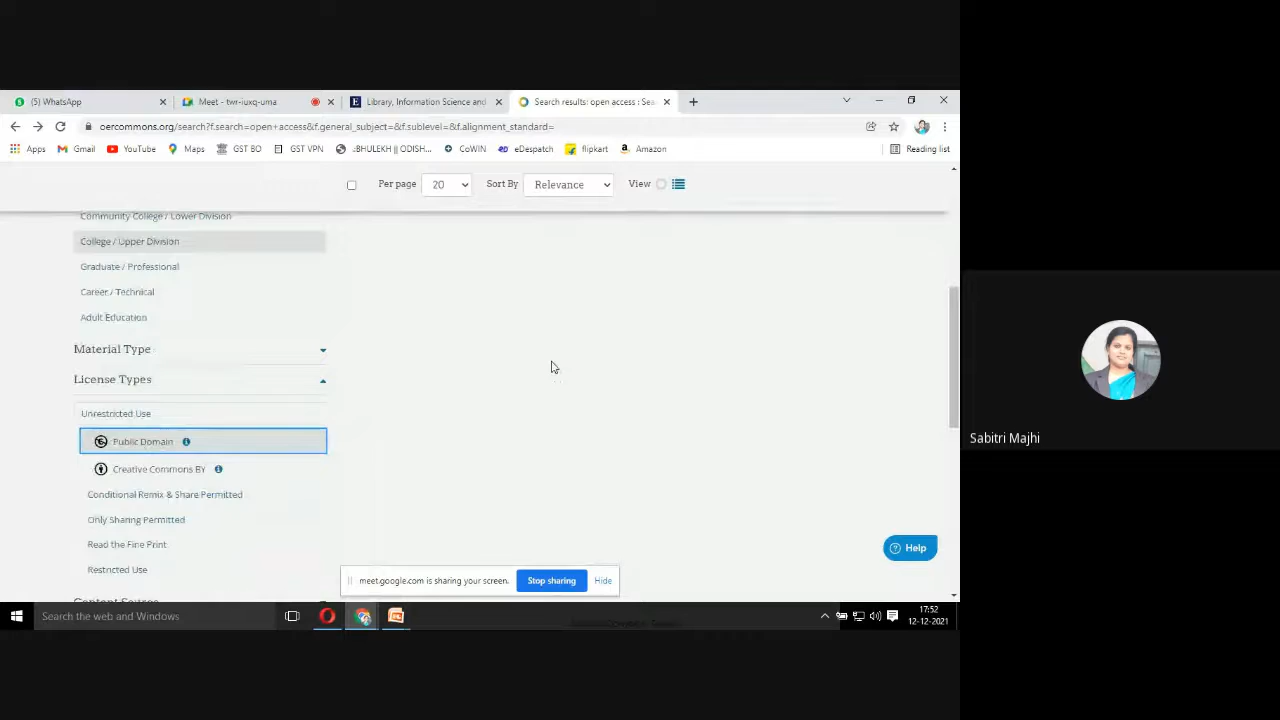 (5) WhatsApp
Meet - twr-iuxq-uma
Library, Information Science and
Search results: open access : Sea
oercommons.org/search?f.search=open+access&f.general_subject=&f.sublevel=&f.alignment_standard=
Apps
Gmail
YouTube
Maps
GST BO
GST VPN
.:BHULEKH || ODISH...
CoWIN
eDespatch
flipkart
Amazon
Reading list
Per page
20
Sort By
Relevance
View
Community College / Lower Division
College / Upper Division
Graduate / Professional
Career / Technical
Adult Education
Material Type
License Types
Unrestricted Use
Public Domain
Creative Commons BY
Conditional Remix & Share Permitted
Only Sharing Permitted
Read the Fine Print
Restricted Use
Content Source
Help
meet.google.com is sharing your screen.
Stop sharing
Hide
Sabitri Majhi
Search the web and Windows
17:52
12-12-2021